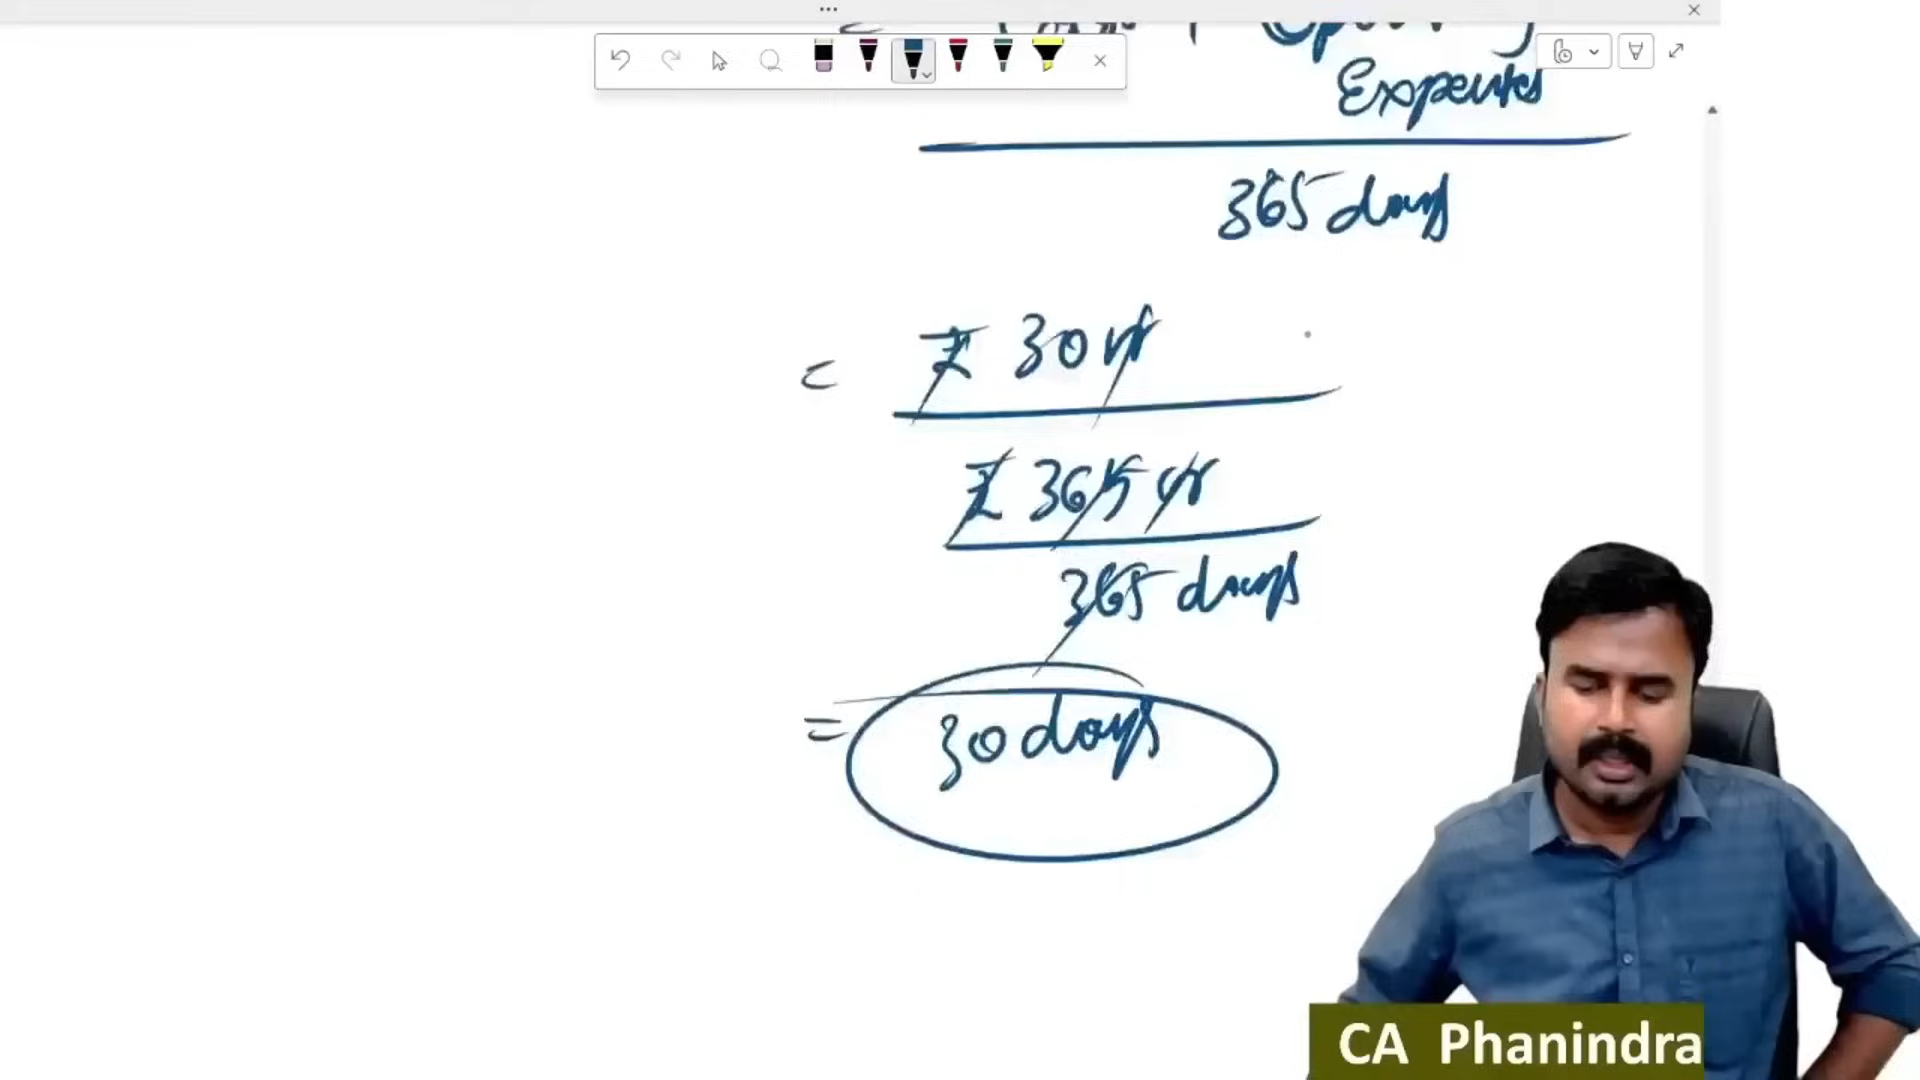 Expenses
365 days
= ₹ 30 cr
₹ 365 cr
365 days
= 30 days
CA Phanindra